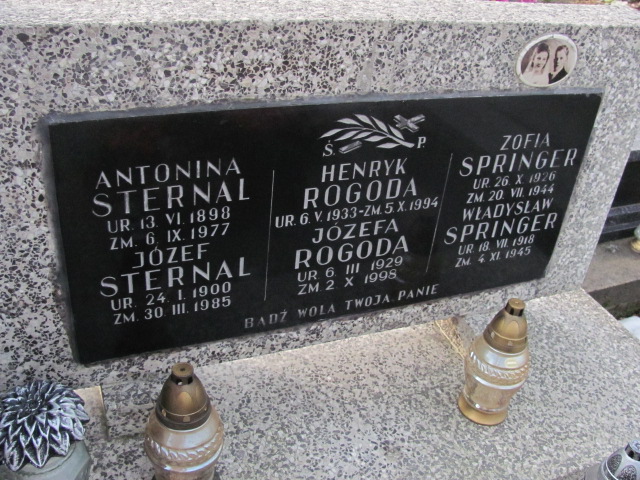 ANTONINA
STERNAL
UR. 13. VI. 1898
ZM. 6. IX. 1977
JÓZEF
STERNAL
UR. 24. I. 1900
ZM. 30. III. 1985
Ś. P.
HENRYK
ROGODA
UR. 6. V. 1933-ZM. 5. X. 1994
JÓZEFA
ROGODA
UR. 6 III 1929
ZM. 2 X 1998
ZOFIA
SPRINGER
UR. 26. X 1926
ZM. 20. VII. 1944
WŁADYSŁAW
SPRINGER
UR. 18. VII. 1918
ZM. 4. XI. 1945
BĄDŹ WOLA TWOJA PANIE